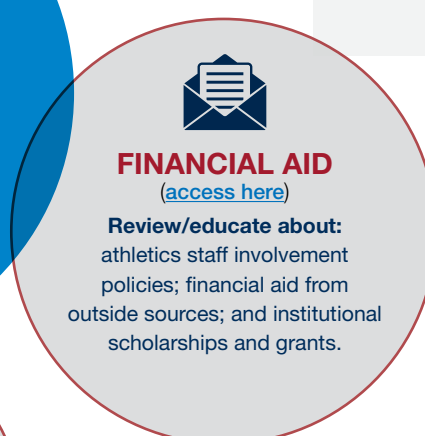 FINANCIAL AID
(access here)
Review/educate about:
athletics staff involvement
policies; financial aid from
outside sources; and institutional
scholarships and grants.